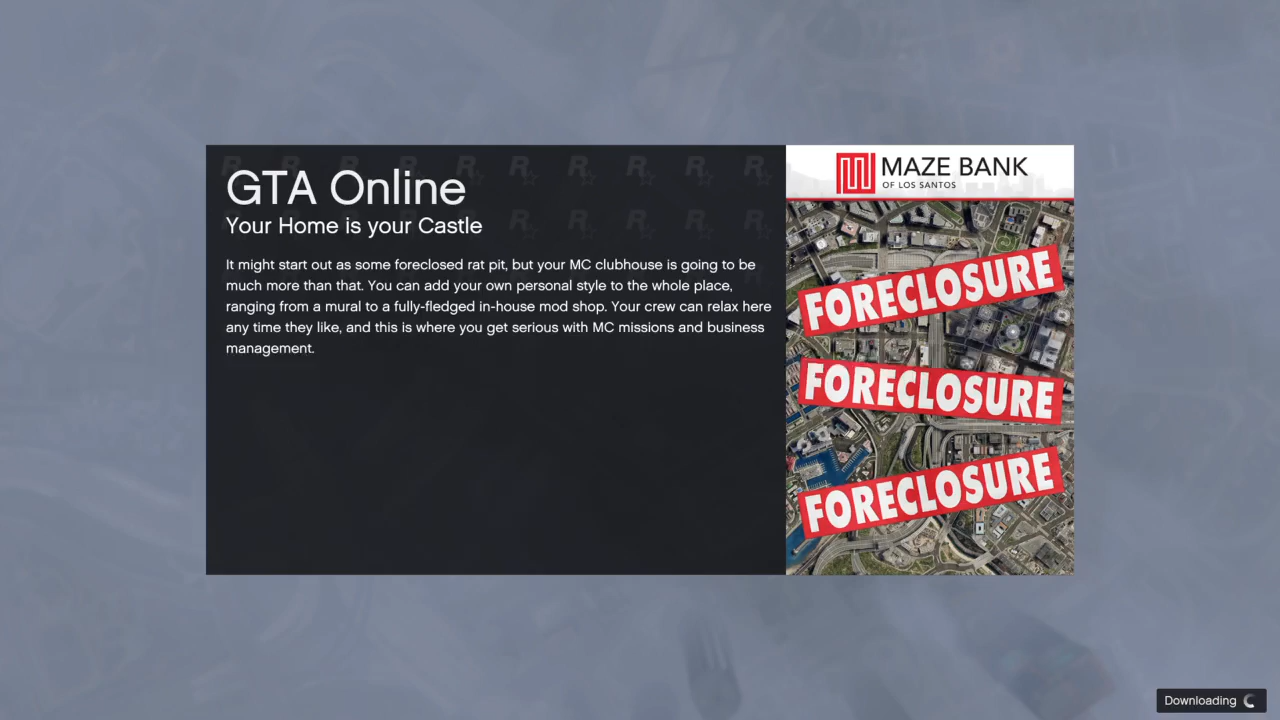 GTA Online
Your Home is your Castle
It might start out as some foreclosed rat pit, but your MC clubhouse is going to be
much more than that. You can add your own personal style to the whole place,
ranging from a mural to a fully-fledged in-house mod shop. Your crew can relax here
any time they like, and this is where you get serious with MC missions and business
management.
MAZE BANK
OF LOS SANTOS
FORECLOSURE
FORECLOSURE
FORECLOSURE
Downloading